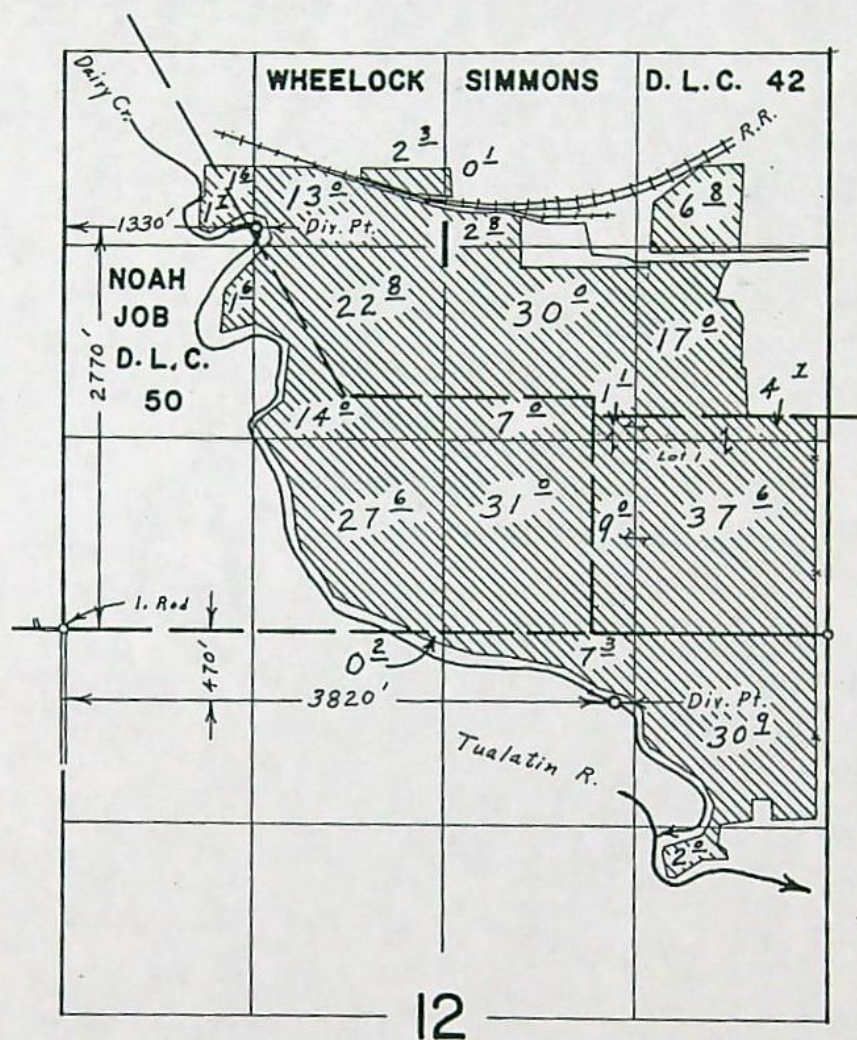 Dairy Cr.
WHEELOCK SIMMONS D. L. C. 42
R.R.
2 3
0 1
1 6
13 0
6 8
1330'
Div. Pt.
2 8
1
NOAH
JOB
D. L. C.
50
1 6
22 8
30 0
17 0
2770'
1 1
4 I
14 0
7 0
Lot 1
27 6
31 0
9 0
37 6
I. Rod
470'
0 2
7 3
3820'
Div. Pt.
30 9
Tualatin R.
2 0
12